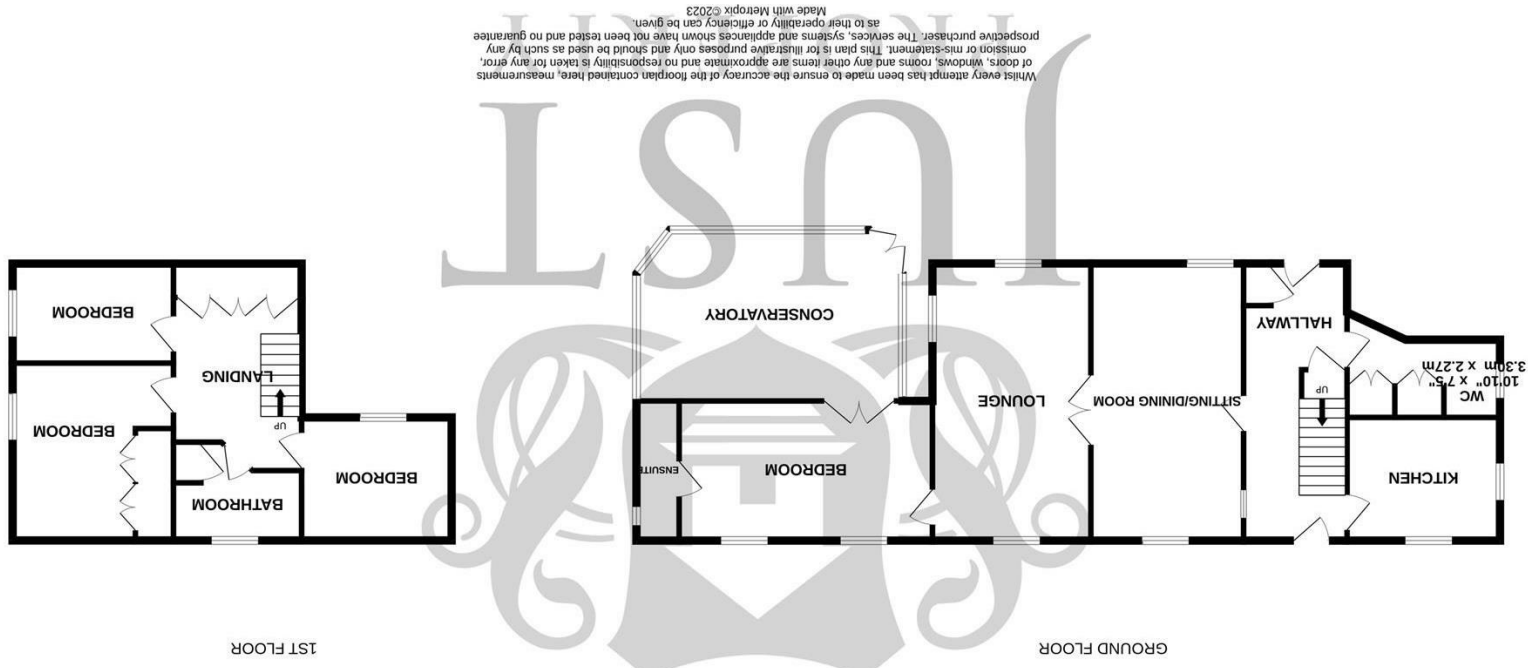 GROUND FLOOR
1ST FLOOR
KITCHEN
WC
10'10" x 7'5"
3.30m x 2.27m
UP
HALLWAY
SITTING/DINING ROOM
LOUNGE
BEDROOM
ENSUITE
CONSERVATORY
BEDROOM
BATHROOM
BEDROOM
UP
LANDING
BEDROOM
JUST
PROPERTY
Whilst every attempt has been made to ensure the accuracy of the floorplan contained here, measurements
of doors, windows, rooms and any other items are approximate and no responsibility is taken for any error,
omission or mis-statement. This plan is for illustrative purposes only and should be used as such by any
prospective purchaser. The services, systems and appliances shown have not been tested and no guarantee
as to their operability or efficiency can be given.
Made with Metropix ©2023